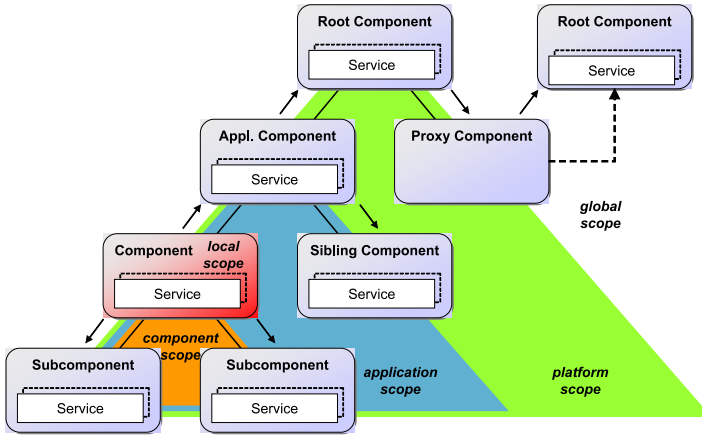 Root Component
Service
Root Component
Service
Appl. Component
Service
Proxy Component
global
scope
Component
local
scope
Service
Sibling Component
Service
component
scope
Subcomponent
Service
Subcomponent
Service
application
scope
platform
scope